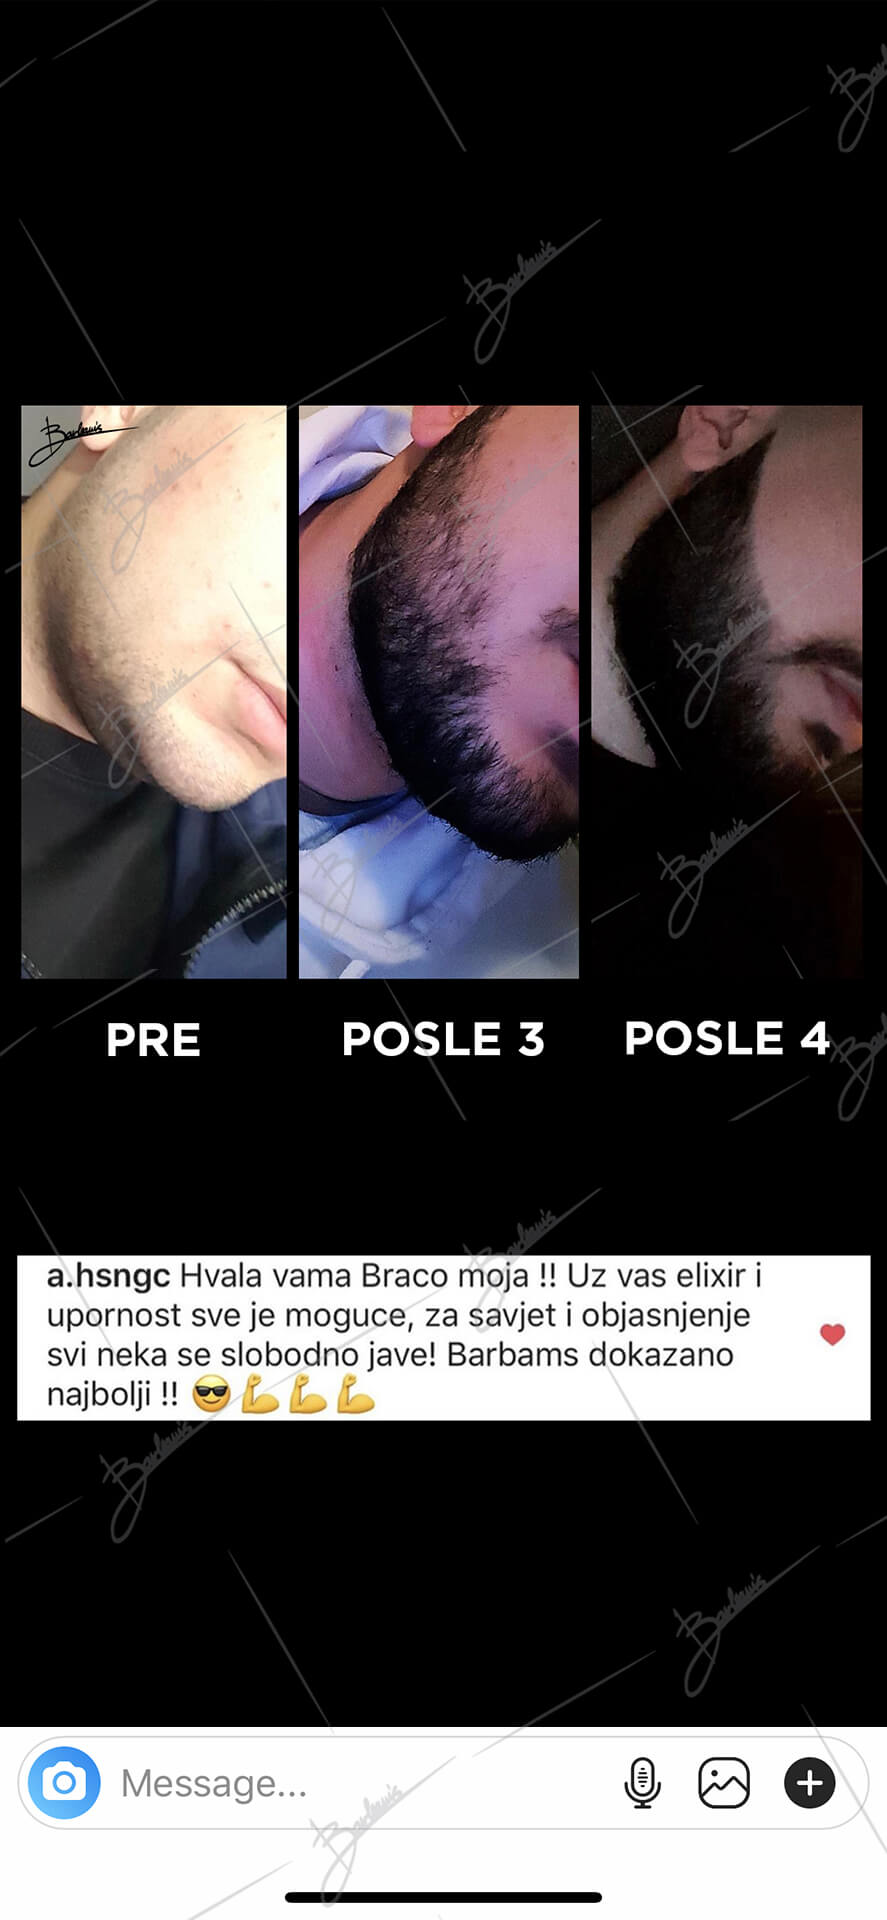 Barbams
PRE
POSLE 3
POSLE 4
a.hsngc Hvala vama Braco moja !! Uz vas elixir i
upornost sve je moguce, za savjet i objasnjenje
svi neka se slobodno jave! Barbams dokazano
najbolji !! 😎💪💪💪
Message...